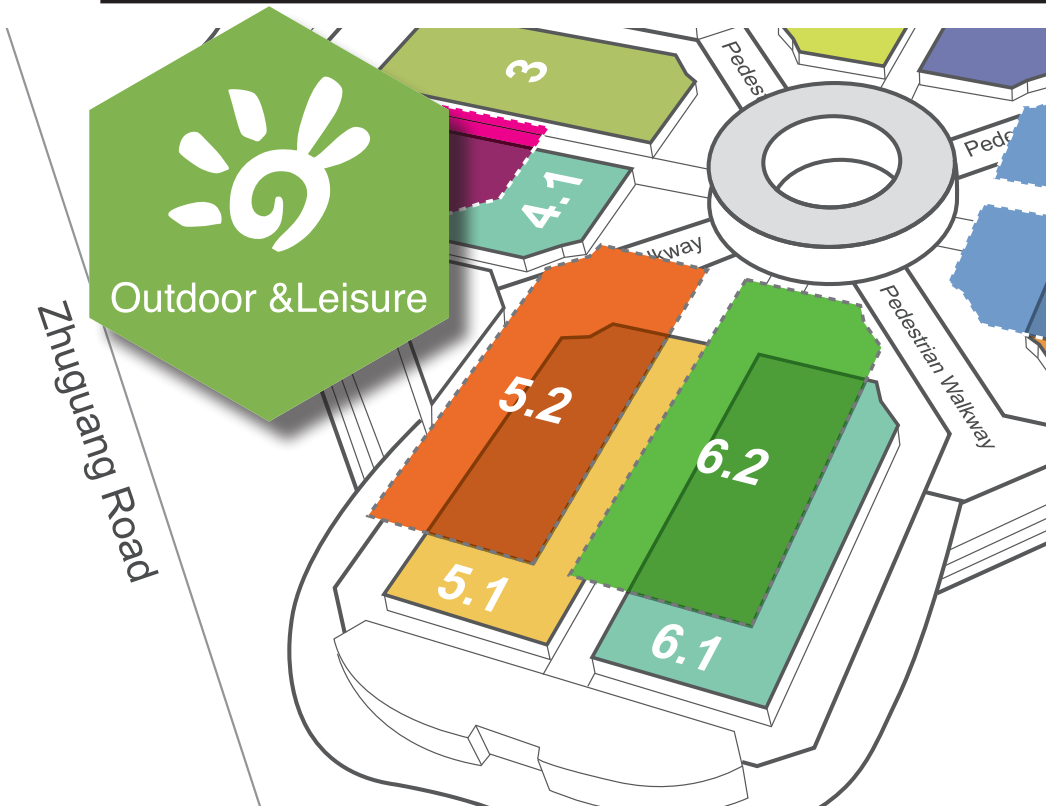 3
Pedes
Pede
4.1
lkway
Outdoor &Leisure
Zhuguang Road
Pedestrian Walkway
5.2
6.2
5.1
6.1